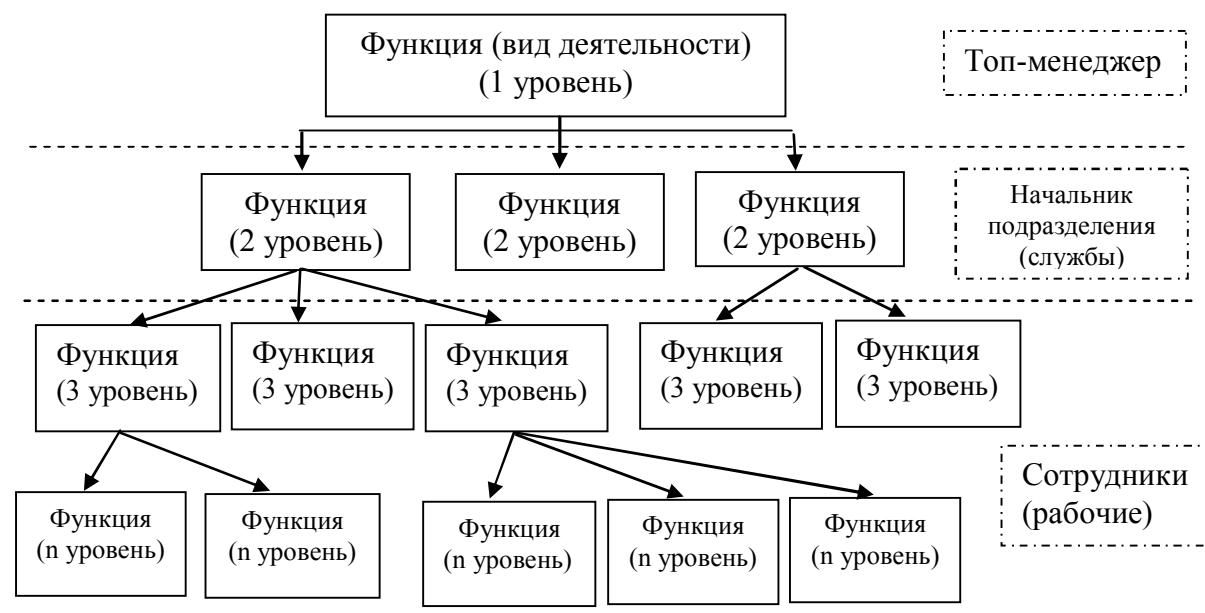 Функция (вид деятельности)
(1 уровень)
Топ-менеджер
Функция
(2 уровень)
Функция
(2 уровень)
Функция
(2 уровень)
Начальник
подразделения
(службы)
Функция
(3 уровень)
Функция
(3 уровень)
Функция
(3 уровень)
Функция
(3 уровень)
Функция
(3 уровень)
Функция
(n уровень)
Функция
(n уровень)
Функция
(n уровень)
Функция
(n уровень)
Функция
(n уровень)
Сотрудники
(рабочие)